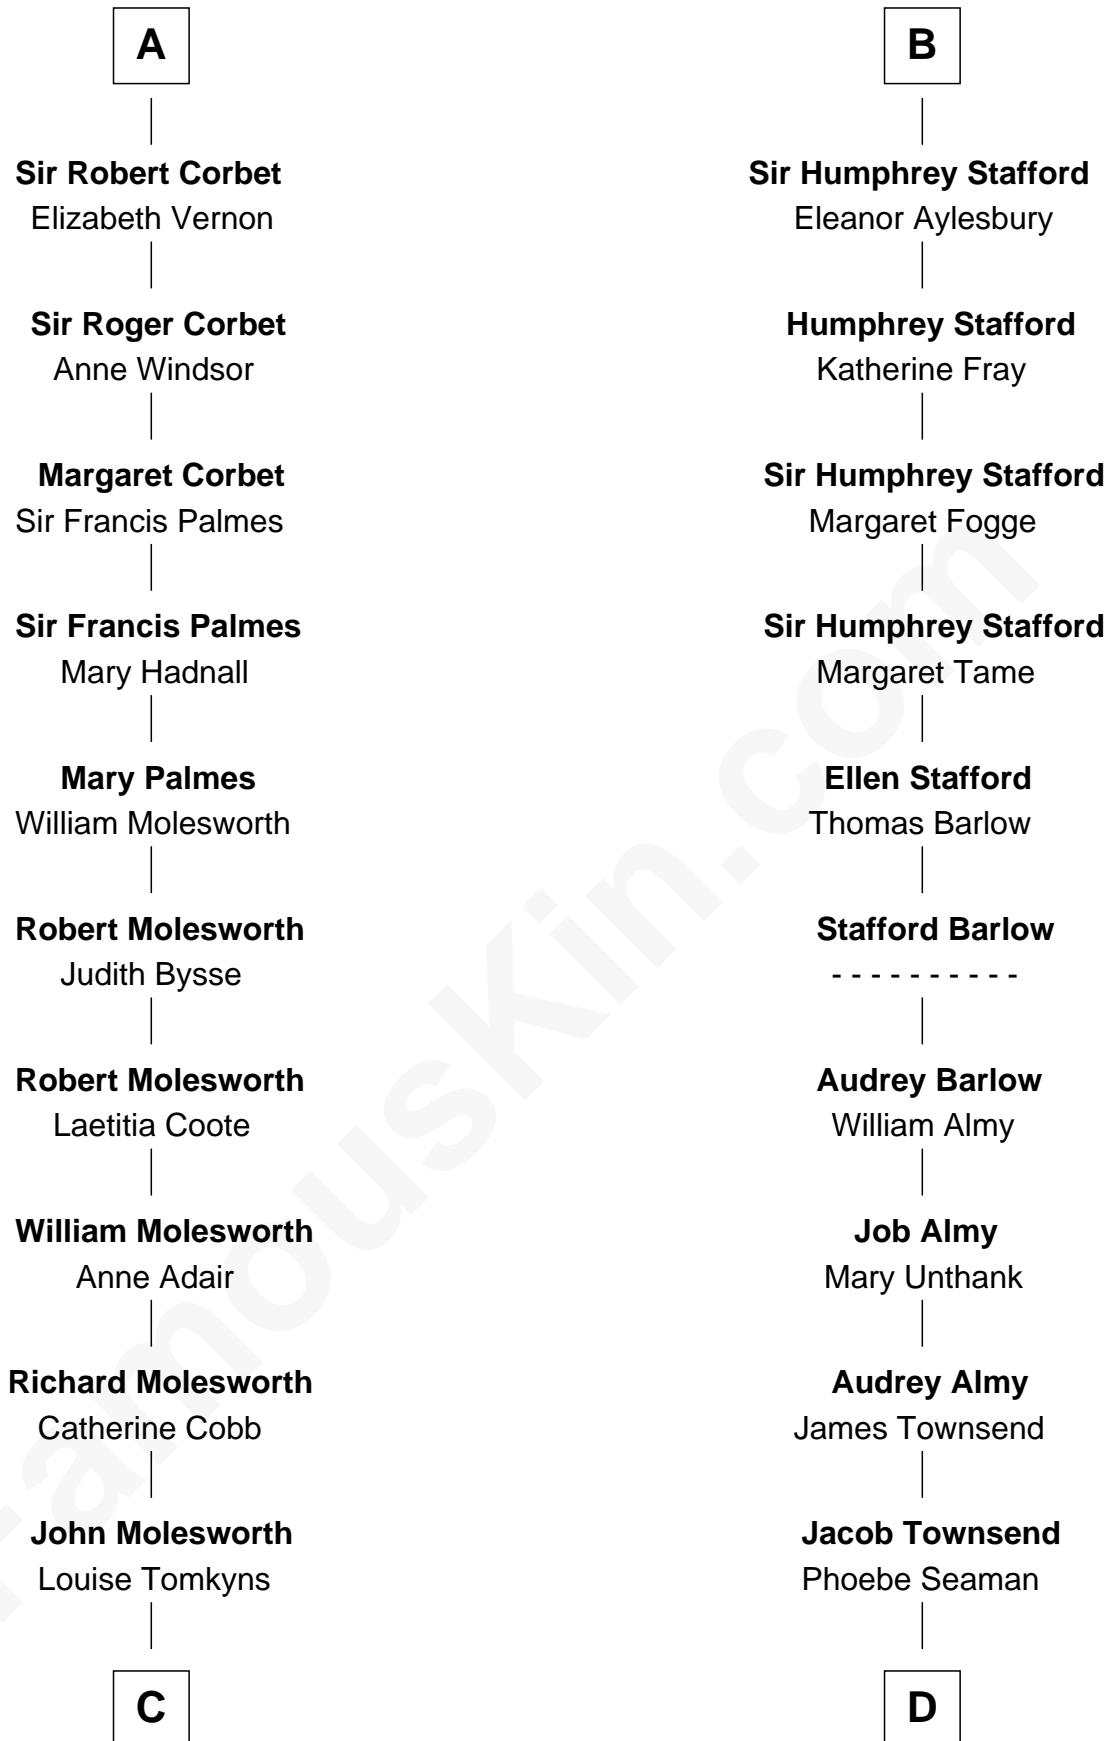 A
Sir Robert Corbet
Elizabeth Vernon
Sir Roger Corbet
Anne Windsor
Margaret Corbet
Sir Francis Palmes
Sir Francis Palmes
Mary Hadnall
Mary Palmes
William Molesworth
Robert Molesworth
Judith Bysse
Robert Molesworth
Laetitia Coote
William Molesworth
Anne Adair
Richard Molesworth
Catherine Cobb
John Molesworth
Louise Tomkyns
C
B
Sir Humphrey Stafford
Eleanor Aylesbury
Humphrey Stafford
Katherine Fray
Sir Humphrey Stafford
Margaret Fogge
Sir Humphrey Stafford
Margaret Tame
Ellen Stafford
Thomas Barlow
Stafford Barlow
- - - - - - - - - -
Audrey Barlow
William Almy
Job Almy
Mary Unthank
Audrey Almy
James Townsend
Jacob Townsend
Phoebe Seaman
D
FamousKin.com